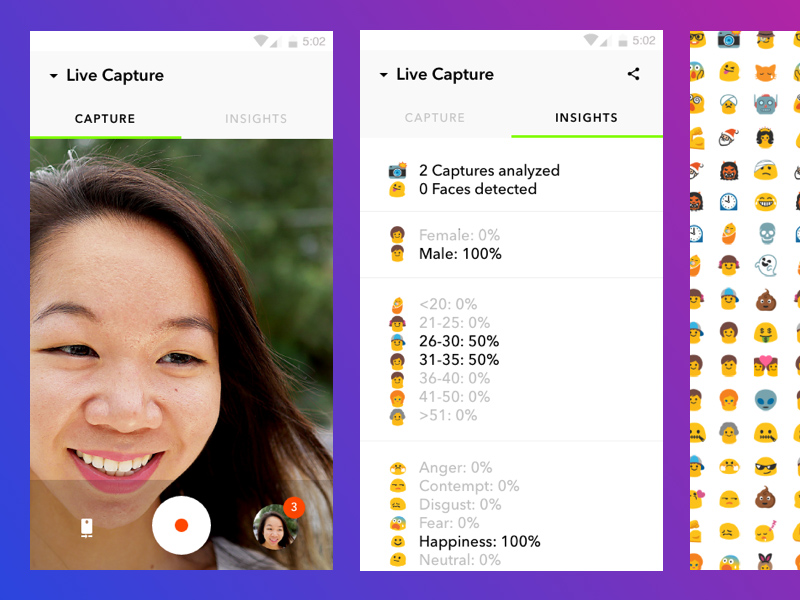 5:02
Live Capture
CAPTURE INSIGHTS
3
5:02
Live Capture
CAPTURE INSIGHTS
2 Captures analyzed
0 Faces detected
Female: 0%
Male: 100%
<20: 0%
21-25: 0%
26-30: 50%
31-35: 50%
36-40: 0%
41-50: 0%
>51: 0%
Anger: 0%
Contempt: 0%
Disgust: 0%
Fear: 0%
Happiness: 100%
Neutral: 0%